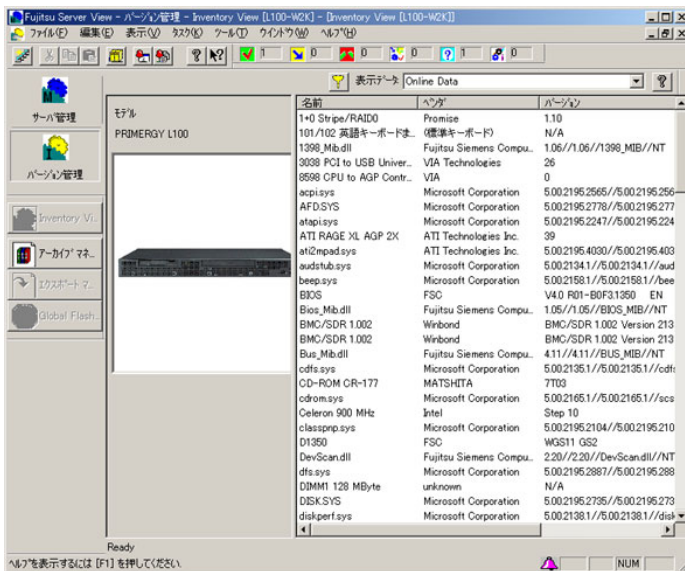 Fujitsu Server View - バージョン管理 - Inventory View [L100-W2K] - [Inventory View [L100-W2K]]
ファイル(F) 編集(E) 表示(V) タスク(K) ツール(T) ウインドウ(W) ヘルプ(H)
1 0 0 0 1 0
表示データ: Online Data
サーバ管理
バージョン管理
Inventory Vi..
アーカイブ マネ..
エクスポート マ..
Global Flash..
モデル
PRIMERGY L100
名前 ベンダ バージョン
1+0 Stripe/RAID0 Promise 1.10
101/102 英語キーボードま.. (標準キーボード) N/A
1398_Mib.dll Fujitsu Siemens Compu.. 1.06//1.06//1398_MIB//NT
3038 PCI to USB Univer.. VIA Technologies 26
8598 CPU to AGP Contr.. VIA 0
acpi.sys Microsoft Corporation 5.00.2195.2565//5.00.2195.256
AFD.SYS Microsoft Corporation 5.00.2195.2778//5.00.2195.277
atapi.sys Microsoft Corporation 5.00.2195.2247//5.00.2195.224
ATI RAGE XL AGP 2X ATI Technologies Inc. 39
ati2mpad.sys ATI Technologies Inc. 5.00.2195.4030//5.00.2195.403
audstub.sys Microsoft Corporation 5.00.2134.1//5.00.2134.1//aud
beep.sys Microsoft Corporation 5.00.2158.1//5.00.2158.1//bee
BIOS FSC V4.0 R01-B0F3.1350 EN
Bios_Mib.dll Fujitsu Siemens Compu.. 1.05//1.05//BIOS_MIB//NT
BMC/SDR 1.002 Winbond BMC/SDR 1.002 Version 213
BMC/SDR 1.002 Winbond BMC/SDR 1.002 Version 213
Bus_Mib.dll Fujitsu Siemens Compu.. 4.11//4.11//BUS_MIB//NT
cdfs.sys Microsoft Corporation 5.00.2195.1//5.00.2195.1//cdfs
CD-ROM CR-177 MATSHITA 7T03
cdrom.sys Microsoft Corporation 5.00.2165.1//5.00.2165.1//scs
Celeron 900 MHz Intel Step 10
classpnp.sys Microsoft Corporation 5.00.2195.2104//5.00.2195.210
D1350 FSC WGS11 GS2
DevScan.dll Fujitsu Siemens Compu.. 2.20//2.20//DevScan.dll//NT
dfs.sys Microsoft Corporation 5.00.2195.2887//5.00.2195.288
DIMM1 128 MByte unknown N/A
DISK.SYS Microsoft Corporation 5.00.2195.2735//5.00.2195.273
diskperf.sys Microsoft Corporation 5.00.2138.1//5.00.2138.1//disk
Ready
ヘルプを表示するには [F1] を押してください.
NUM